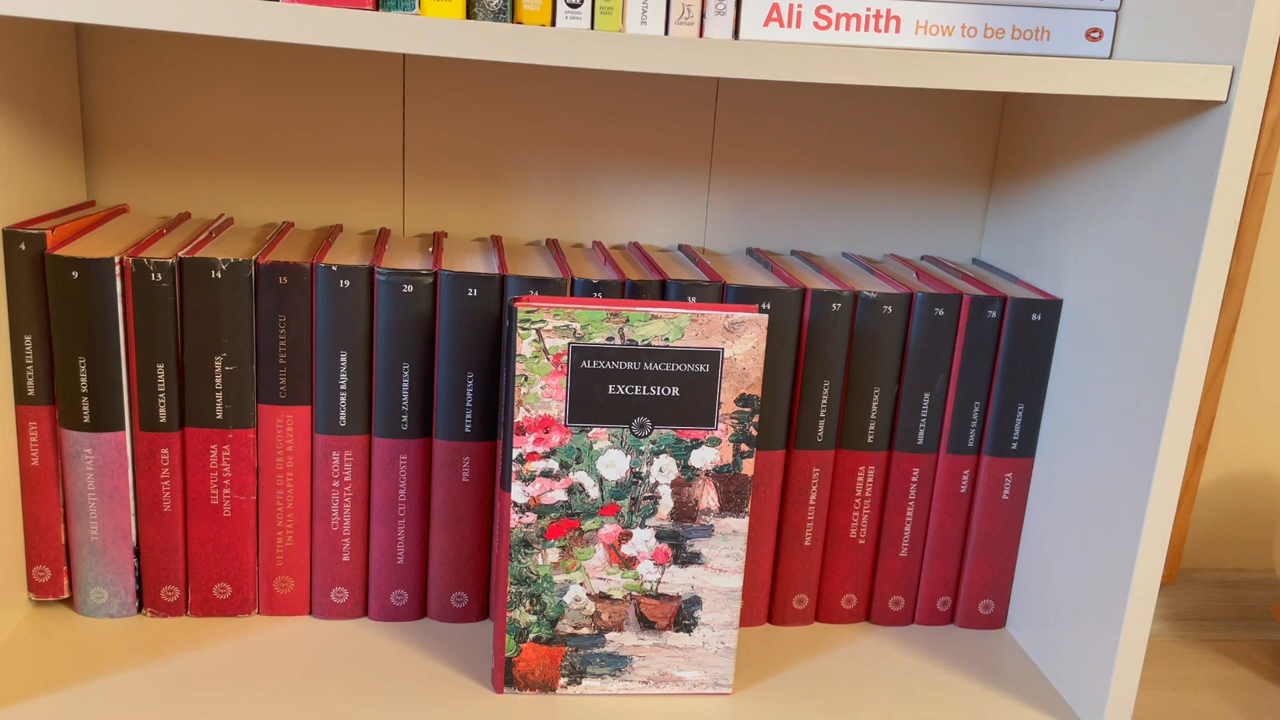 Ali Smith How to be both
4
MIRCEA ELIADE
MAITREYI
9
MARIN SORESCU
TREI DINȚI DIN FAȚĂ
13
MIRCEA ELIADE
NUNTĂ ÎN CER
14
MIHAIL DRUMEȘ
ELEVUL DIMA
DINTR-A ȘAPTEA
15
CAMIL PETRESCU
ULTIMA NOAPTE DE DRAGOSTE,
ÎNTÂIA NOAPTE DE RĂZBOI
19
GRIGORE BĂJENARU
CIȘMIGIU & COMP.
BUNĂ DIMINEAȚA, BĂIEȚI!
20
G.M. ZAMFIRESCU
MAIDANUL CU DRAGOSTE
21
PETRU POPESCU
PRINS
24
25
38
ALEXANDRU MACEDONSKI
EXCELSIOR
44
57
CAMIL PETRESCU
PATUL LUI PROCUST
75
PETRU POPESCU
DULCE CA MIEREA
E GLONȚUL PATRIEI
76
MIRCEA ELIADE
ÎNTOARCEREA DIN RAI
78
IOAN SLAVICI
MARA
84
M. EMINESCU
PROZĂ